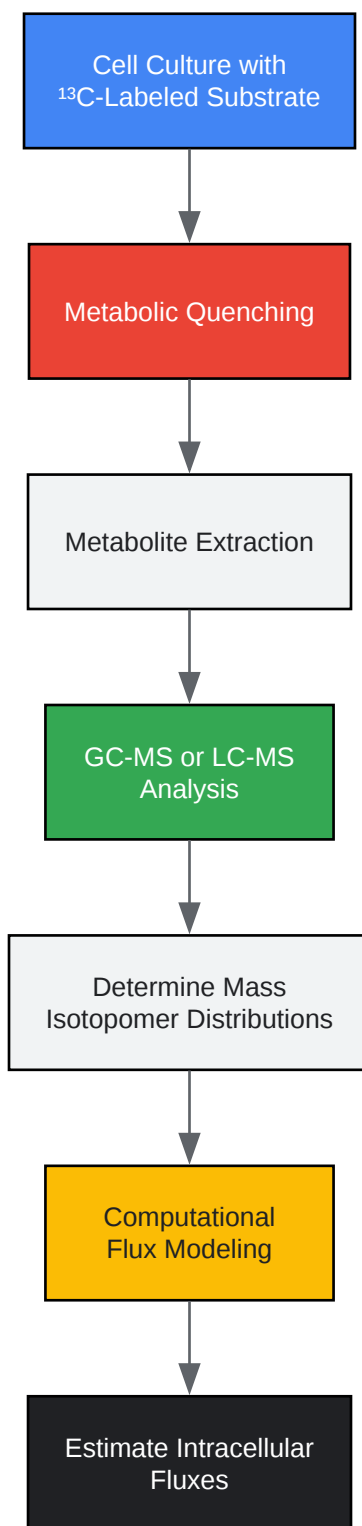 Cell Culture with
¹³C-Labeled Substrate
Metabolic Quenching
Metabolite Extraction
GC-MS or LC-MS
Analysis
Determine Mass
Isotopomer Distributions
Computational
Flux Modeling
Estimate Intracellular
Fluxes